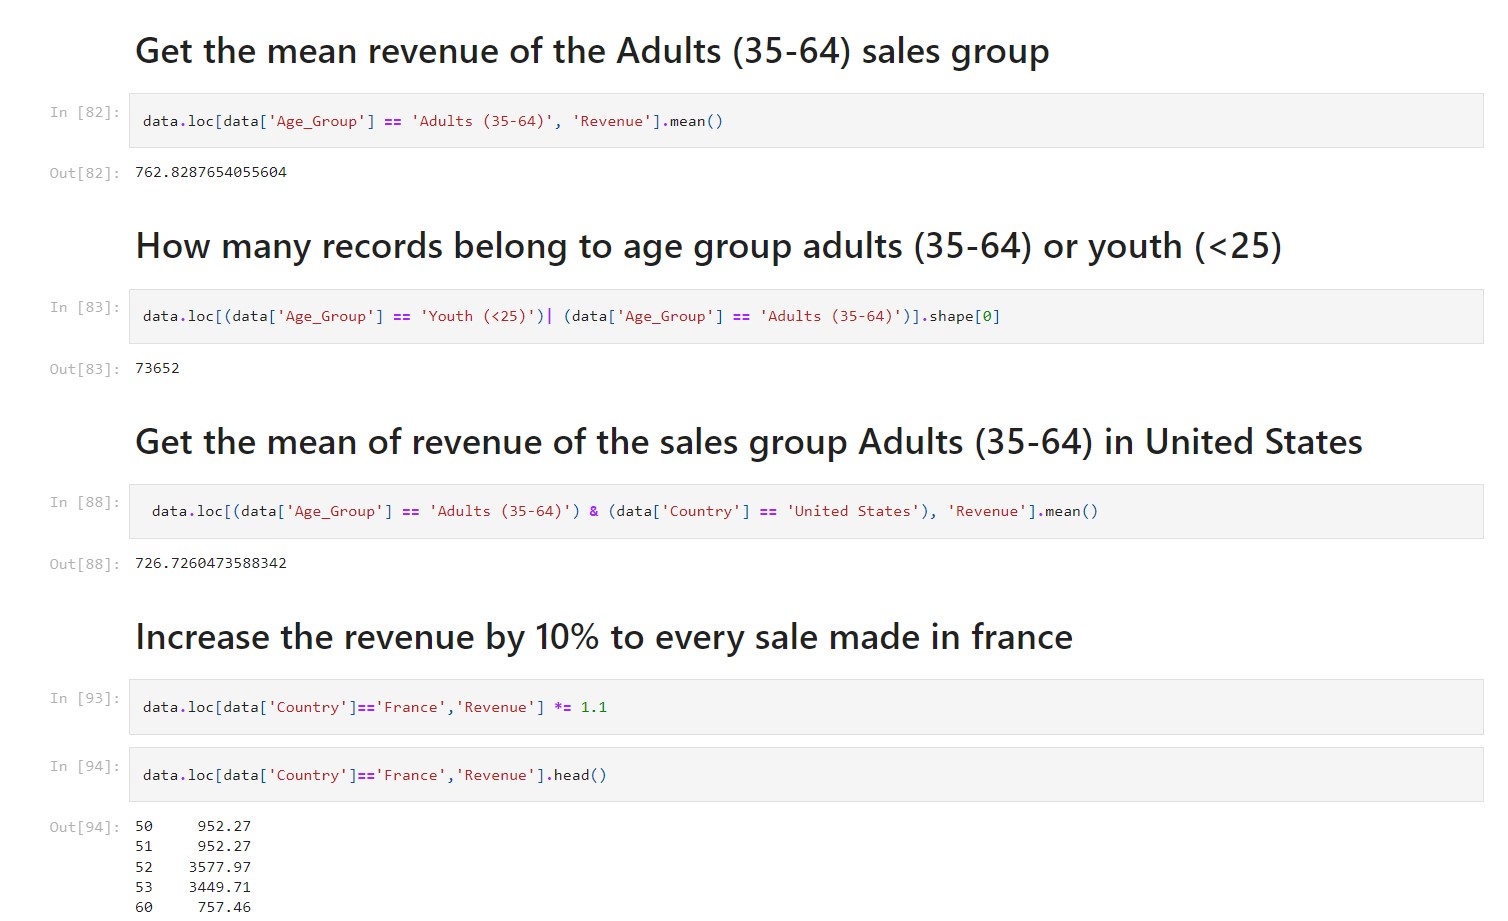 Get the mean revenue of the Adults (35-64) sales group
In [82]: data.loc[data['Age_Group'] == 'Adults (35-64)', 'Revenue'].mean()
Out[82]: 762.8287654055604
How many records belong to age group adults (35-64) or youth (<25)
In [83]: data.loc[(data['Age_Group'] == 'Youth (<25)')| (data['Age_Group'] == 'Adults (35-64)')].shape[0]
Out[83]: 73652
Get the mean of revenue of the sales group Adults (35-64) in United States
In [88]: data.loc[(data['Age_Group'] == 'Adults (35-64)') & (data['Country'] == 'United States'), 'Revenue'].mean()
Out[88]: 726.7260473588342
Increase the revenue by 10% to every sale made in france
In [93]: data.loc[data['Country']=='France','Revenue'] *= 1.1
In [94]: data.loc[data['Country']=='France','Revenue'].head()
Out[94]: 50 952.27
51 952.27
52 3577.97
53 3449.71
60 757.46